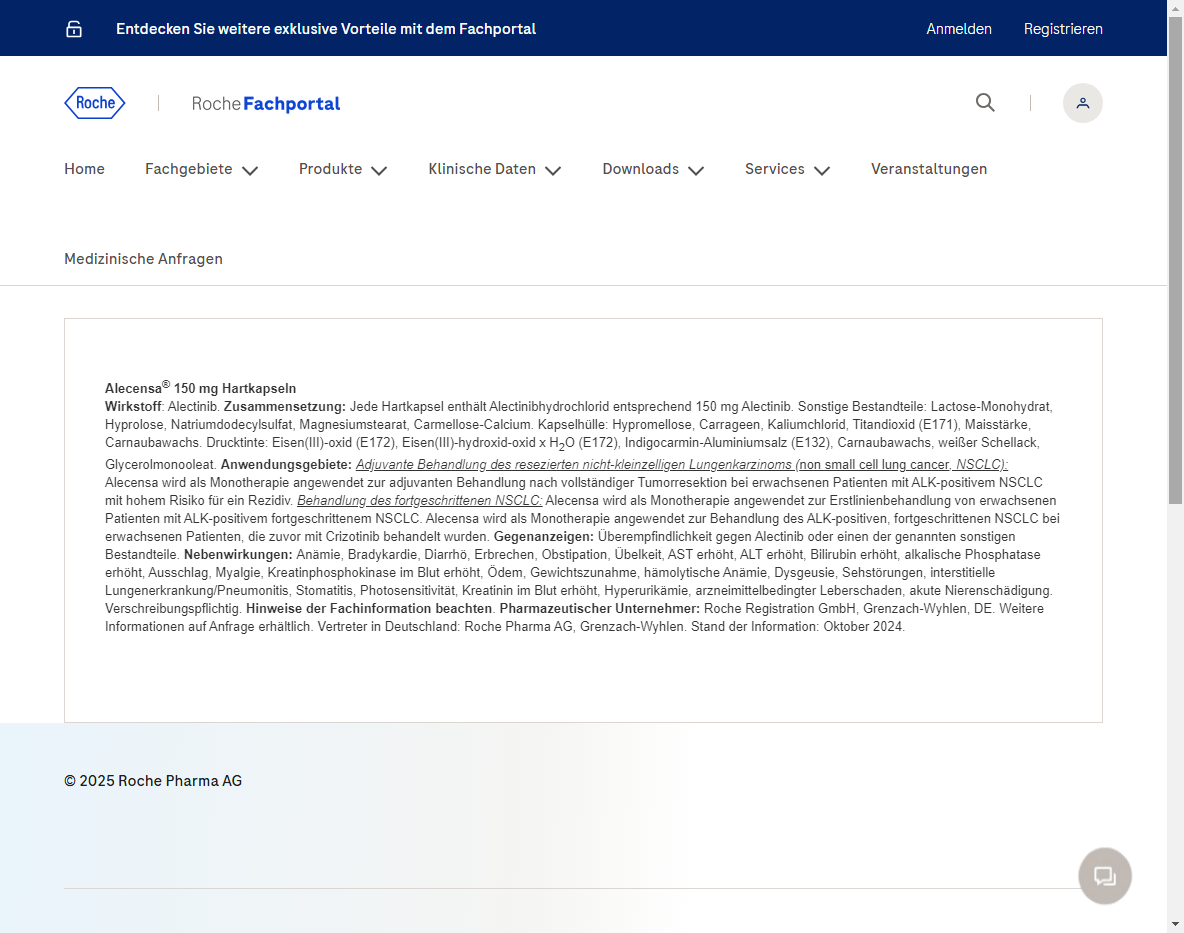 Entdecken Sie weitere exklusive Vorteile mit dem Fachportal
Anmelden
Registrieren
Roche
Roche Fachportal
Home
Fachgebiete
Produkte
Klinische Daten
Downloads
Services
Veranstaltungen
Medizinische Anfragen
Alecensa® 150 mg Hartkapseln
Wirkstoff: Alectinib. Zusammensetzung: Jede Hartkapsel enthält Alectinibhydrochlorid entsprechend 150 mg Alectinib. Sonstige Bestandteile: Lactose-Monohydrat,
Hyprolose, Natriumdodecylsulfat, Magnesiumstearat, Carmellose-Calcium. Kapselhülle: Hypromellose, Carrageen, Kaliumchlorid, Titandioxid (E171), Maisstärke,
Carnaubawachs. Drucktinte: Eisen(III)-oxid (E172), Eisen(III)-hydroxid-oxid x H2O (E172), Indigocarmin-Aluminiumsalz (E132), Carnaubawachs, weißer Schellack,
Glycerolmonooleat. Anwendungsgebiete: Adjuvante Behandlung des resezierten nicht-kleinzelligen Lungenkarzinoms (non small cell lung cancer, NSCLC):
Alecensa wird als Monotherapie angewendet zur adjuvanten Behandlung nach vollständiger Tumorresektion bei erwachsenen Patienten mit ALK-positivem NSCLC
mit hohem Risiko für ein Rezidiv. Behandlung des fortgeschrittenen NSCLC: Alecensa wird als Monotherapie angewendet zur Erstlinienbehandlung von erwachsenen
Patienten mit ALK-positivem fortgeschrittenem NSCLC. Alecensa wird als Monotherapie angewendet zur Behandlung des ALK-positiven, fortgeschrittenen NSCLC bei
erwachsenen Patienten, die zuvor mit Crizotinib behandelt wurden. Gegenanzeigen: Überempfindlichkeit gegen Alectinib oder einen der genannten sonstigen
Bestandteile. Nebenwirkungen: Anämie, Bradykardie, Diarrhö, Erbrechen, Obstipation, Übelkeit, AST erhöht, ALT erhöht, Bilirubin erhöht, alkalische Phosphatase
erhöht, Ausschlag, Myalgie, Kreatinphosphokinase im Blut erhöht, Ödem, Gewichtszunahme, hämolytische Anämie, Dysgeusie, Sehstörungen, interstitielle
Lungenerkrankung/Pneumonitis, Stomatitis, Photosensitivität, Kreatinin im Blut erhöht, Hyperurikämie, arzneimittelbedingter Leberschaden, akute Nierenschädigung.
Verschreibungspflichtig. Hinweise der Fachinformation beachten. Pharmazeutischer Unternehmer: Roche Registration GmbH, Grenzach-Wyhlen, DE. Weitere
Informationen auf Anfrage erhältlich. Vertreter in Deutschland: Roche Pharma AG, Grenzach-Wyhlen. Stand der Information: Oktober 2024.
© 2025 Roche Pharma AG